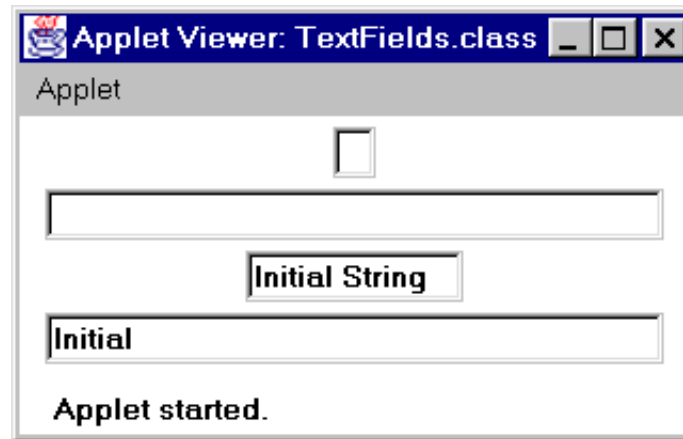 Applet Viewer: TextFields.class
Applet
Initial String
Initial
Applet started.